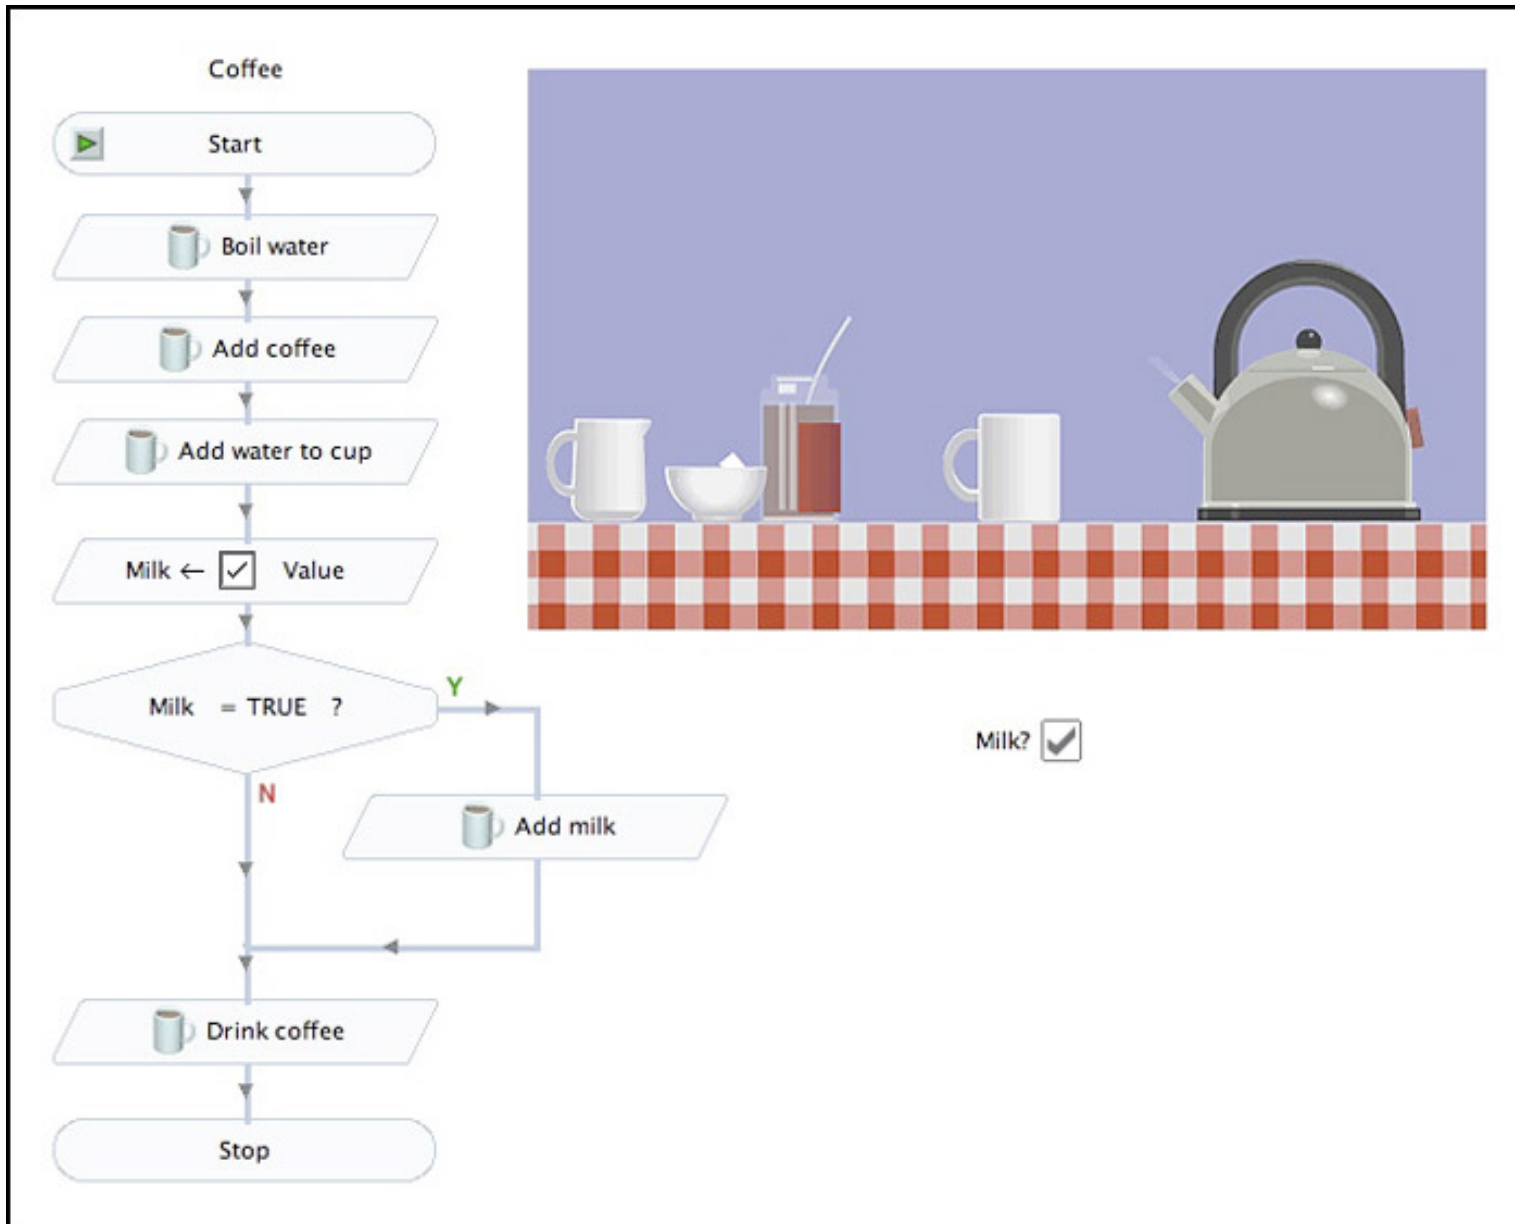 Coffee
Start
Boil water
Add coffee
Add water to cup
Milk ← Value
Milk = TRUE ?
Y
N
Add milk
Drink coffee
Stop
Milk?